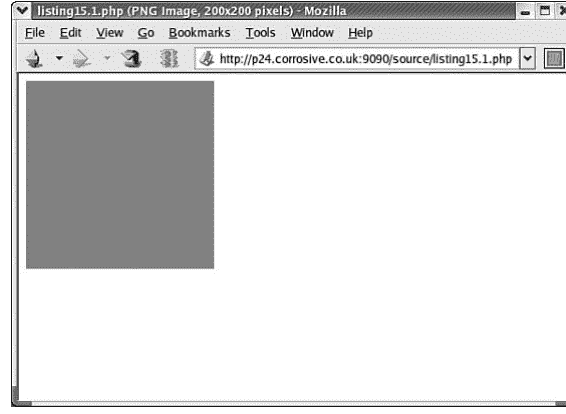 listing15.1.php (PNG Image, 200x200 pixels) - Mozilla
File Edit View Go Bookmarks Tools Window Help
http://p24.corrosive.co.uk:9090/source/listing15.1.php